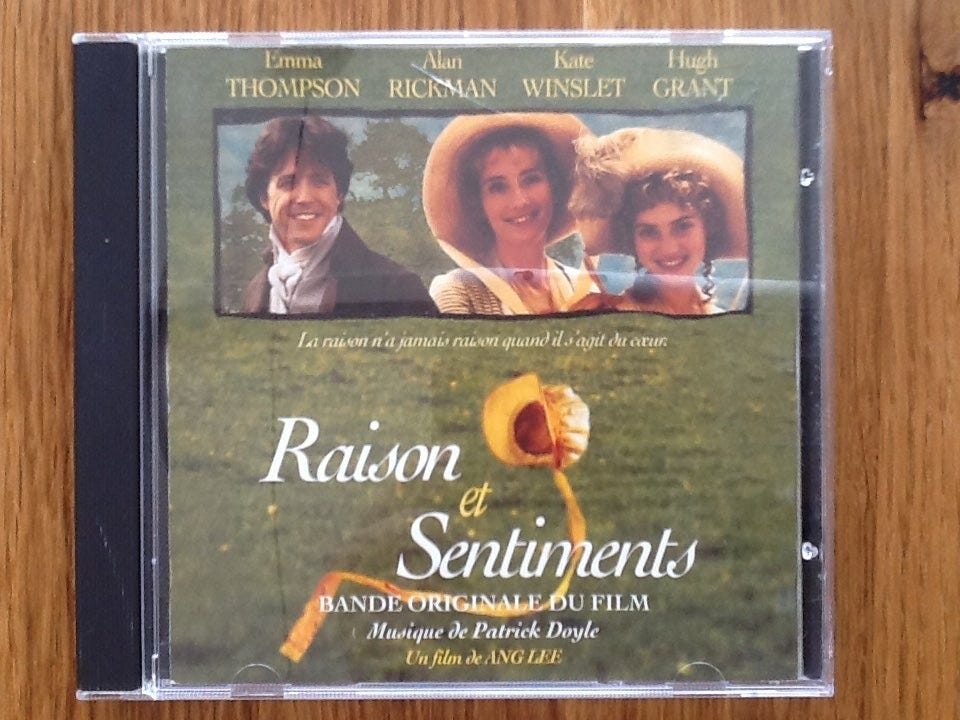 Emma Alan Kate Hugh
THOMPSON RICKMAN WINSLET GRANT
La raison n'a jamais raison quand il s'agit du cœur.
Raison
et
Sentiments
BANDE ORIGINALE DU FILM
Musique de Patrick Doyle
Un film de ANG LEE